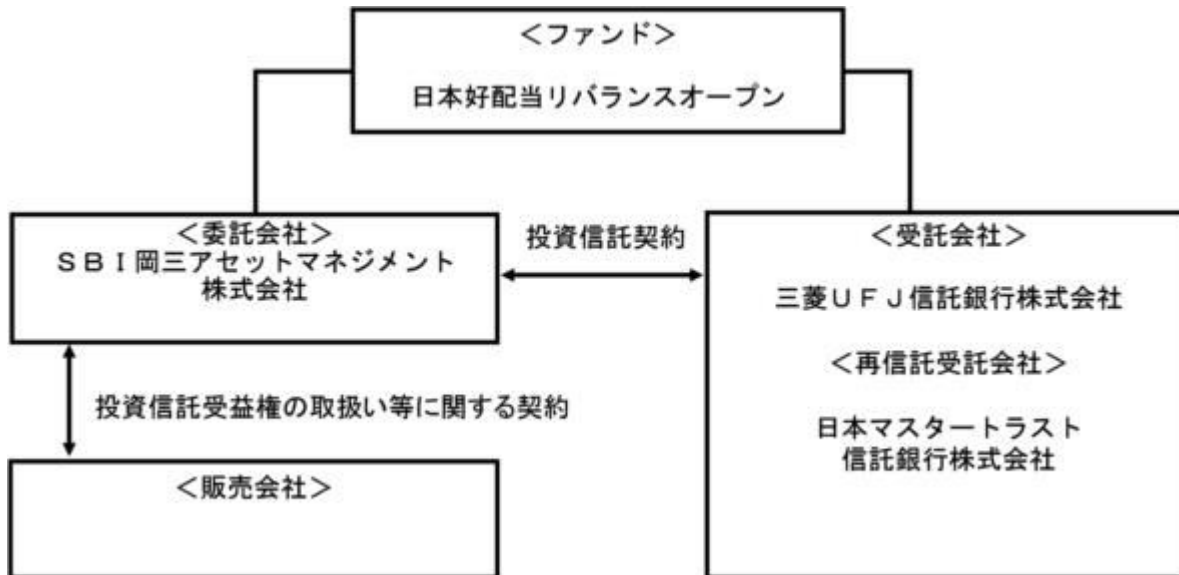 ＜ファンド＞
日本好配当リバランスオープン
＜委託会社＞
ＳＢＩ岡三アセットマネジメント
株式会社
投資信託契約
＜受託会社＞
三菱ＵＦＪ信託銀行株式会社
＜再信託受託会社＞
日本マスタートラスト
信託銀行株式会社
投資信託受益権の取扱い等に関する契約
＜販売会社＞